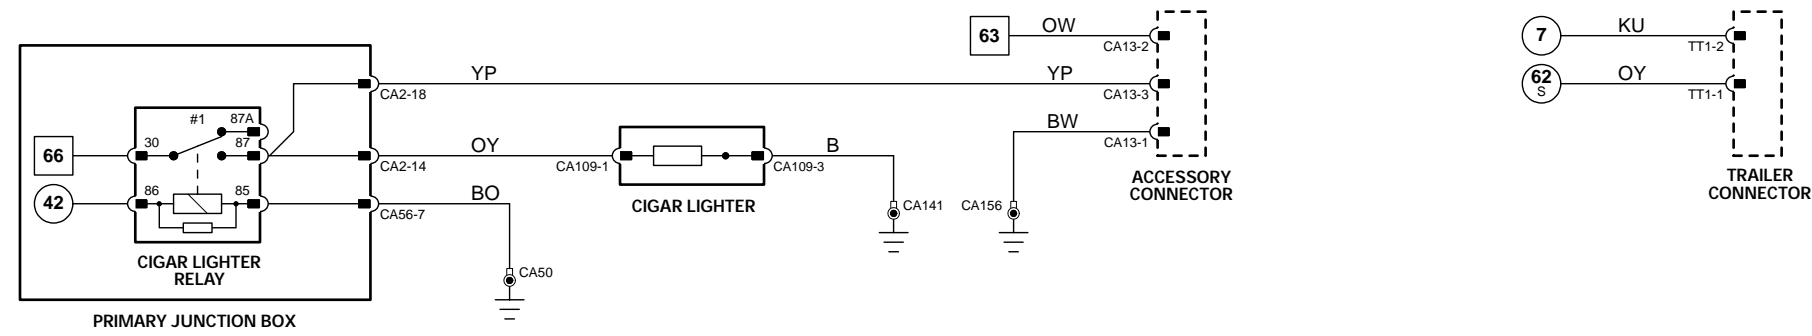 63
OW
CA13-2
7
KU
TT1-2
YP
CA2-18
YP
CA13-3
62
S
OY
TT1-1
#1
87A
30
87
66
OY
CA2-14
CA109-1
B
CA109-3
BW
CA13-1
86
85
42
BO
CA56-7
CIGAR LIGHTER
CA141
CA156
ACCESSORY
CONNECTOR
TRAILER
CONNECTOR
CIGAR LIGHTER
RELAY
CA50
PRIMARY JUNCTION BOX